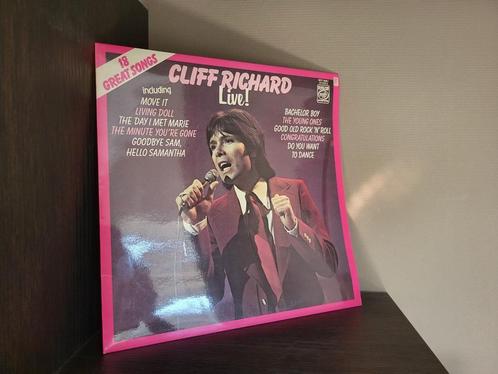 18
GREAT SONGS
CLIFF RICHARD
Live!
including
MOVE IT
LIVING DOLL
THE DAY I MET MARIE
THE MINUTE YOU'RE GONE
GOODBYE SAM,
HELLO SAMANTHA
BACHELOR BOY
THE YOUNG ONES
GOOD OLD ROCK 'N' ROLL
CONGRATULATIONS
DO YOU WANT
TO DANCE